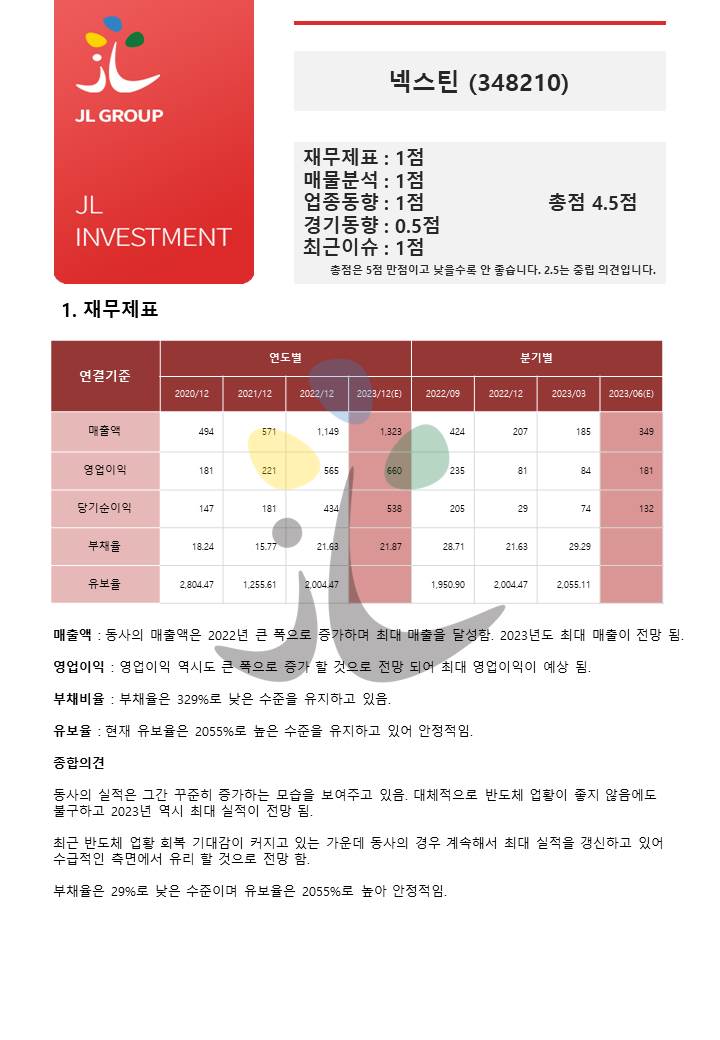 JL GROUP
JL
INVESTMENT
넥스틴 (348210)
재무제표 : 1점
매물분석 : 1점
업종동향 : 1점
총점 4.5점
경기동향 : 0.5점
최근이슈 : 1점
총점은 5점 만점이고 낮을수록 안 좋습니다. 2.5는 중립 의견입니다.
1. 재무제표
연결기준 연도별 분기별
2020/12 2021/12 2022/12 2023/12(E) 2022/09 2022/12 2023/03 2023/06(E)
매출액 494 571 1,149 1,323 424 207 185 349
영업이익 181 221 565 660 235 81 84 181
당기순이익 147 181 434 538 205 29 74 132
부채율 18.24 15.77 21.63 21.87 28.71 21.63 29.29
유보율 2,804.47 1,255.61 2,004.47 1,950.90 2,004.47 2,055.11
매출액 : 동사의 매출액은 2022년 큰 폭으로 증가하며 최대 매출을 달성함. 2023년도 최대 매출이 전망 됨.
영업이익 : 영업이익 역시도 큰 폭으로 증가 할 것으로 전망 되어 최대 영업이익이 예상 됨.
부채비율 : 부채율은 329%로 낮은 수준을 유지하고 있음.
유보율 : 현재 유보율은 2055%로 높은 수준을 유지하고 있어 안정적임.
종합의견
동사의 실적은 그간 꾸준히 증가하는 모습을 보여주고 있음. 대체적으로 반도체 업황이 좋지 않음에도
불구하고 2023년 역시 최대 실적이 전망 됨.
최근 반도체 업황 회복 기대감이 커지고 있는 가운데 동사의 경우 계속해서 최대 실적을 갱신하고 있어
수급적인 측면에서 유리 할 것으로 전망 함.
부채율은 29%로 낮은 수준이며 유보율은 2055%로 높아 안정적임.